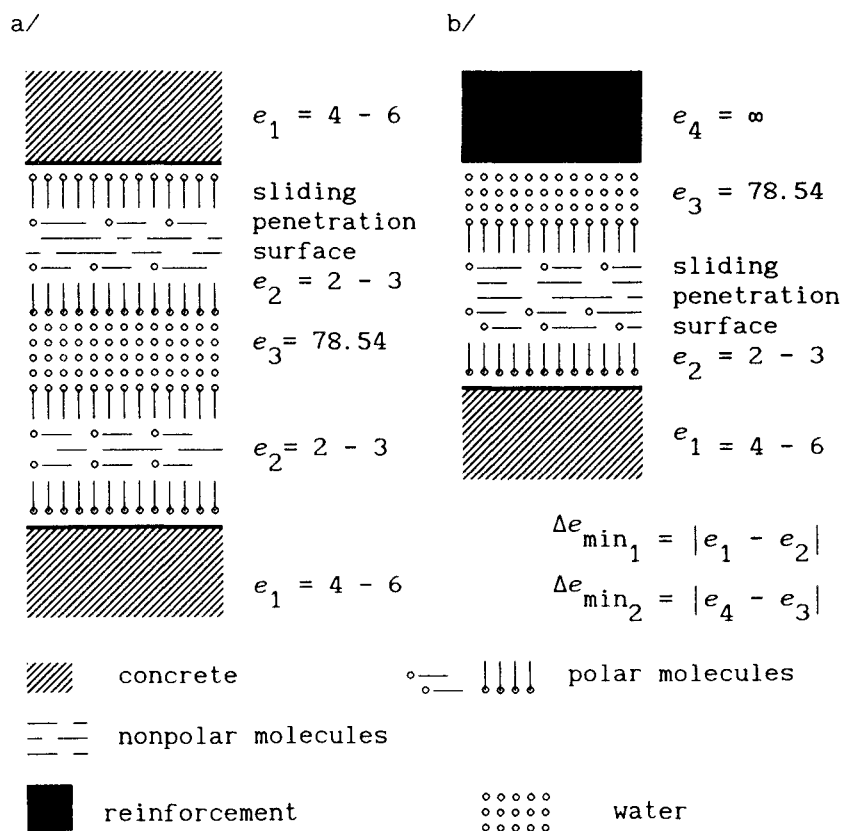 a/
e1 = 4 - 6
sliding
penetration
surface
e2 = 2 - 3
e3= 78.54
e2= 2 - 3
e1 = 4 - 6
b/
e4 = ∞
e3 = 78.54
sliding
penetration
surface
e2 = 2 - 3
e1 = 4 - 6
Δemin1 = |e1 - e2|
Δemin2 = |e4 - e3|
concrete
polar molecules
nonpolar molecules
reinforcement
water